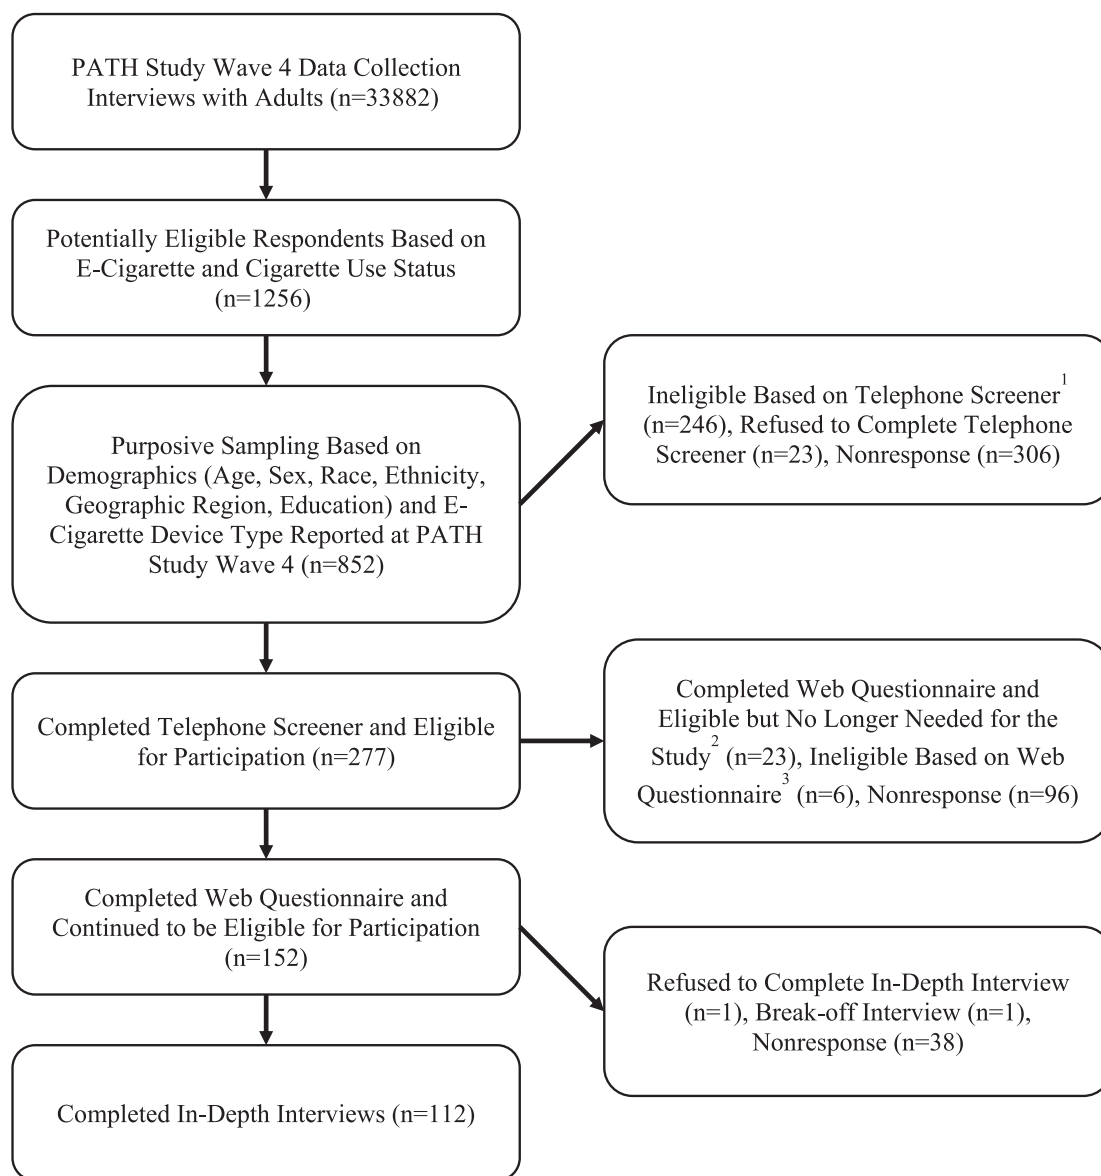 PATH Study Wave 4 Data Collection
Interviews with Adults (n=33882)
Potentially Eligible Respondents Based on
E-Cigarette and Cigarette Use Status
(n=1256)
Purposive Sampling Based on
Demographics (Age, Sex, Race, Ethnicity,
Geographic Region, Education) and E-
Cigarette Device Type Reported at PATH
Study Wave 4 (n=852)
Ineligible Based on Telephone Screener1
(n=246), Refused to Complete Telephone
Screener (n=23), Nonresponse (n=306)
Completed Telephone Screener and Eligible
for Participation (n=277)
Completed Web Questionnaire and
Eligible but No Longer Needed for the
Study2 (n=23), Ineligible Based on Web
Questionnaire3 (n=6), Nonresponse (n=96)
Completed Web Questionnaire and
Continued to be Eligible for Participation
(n=152)
Refused to Complete In-Depth Interview
(n=1), Break-off Interview (n=1),
Nonresponse (n=38)
Completed In-Depth Interviews (n=112)